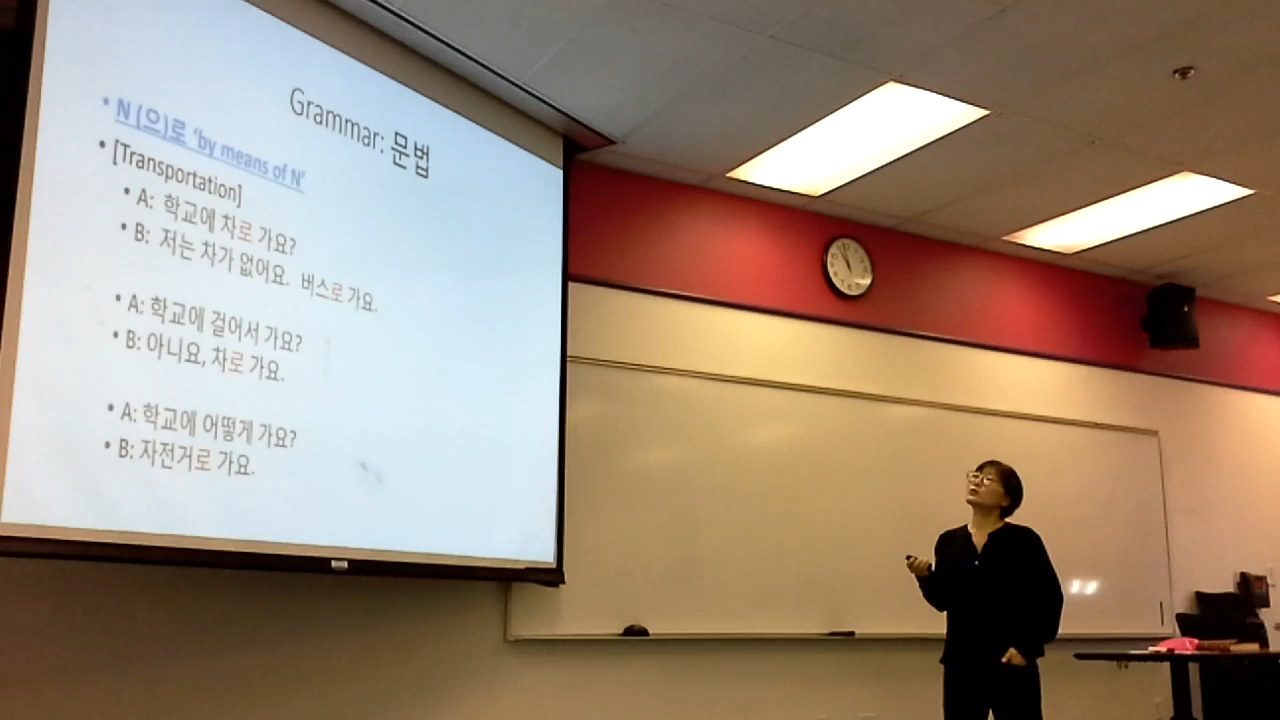 Grammar: 문법
• N (으)로 'by means of N'
• [Transportation]
• A: 학교에 차로 가요?
• B: 저는 차가 없어요. 버스로 가요.
• A: 학교에 걸어서 가요?
• B: 아니요, 차로 가요.
• A: 학교에 어떻게 가요?
• B: 자전거로 가요.